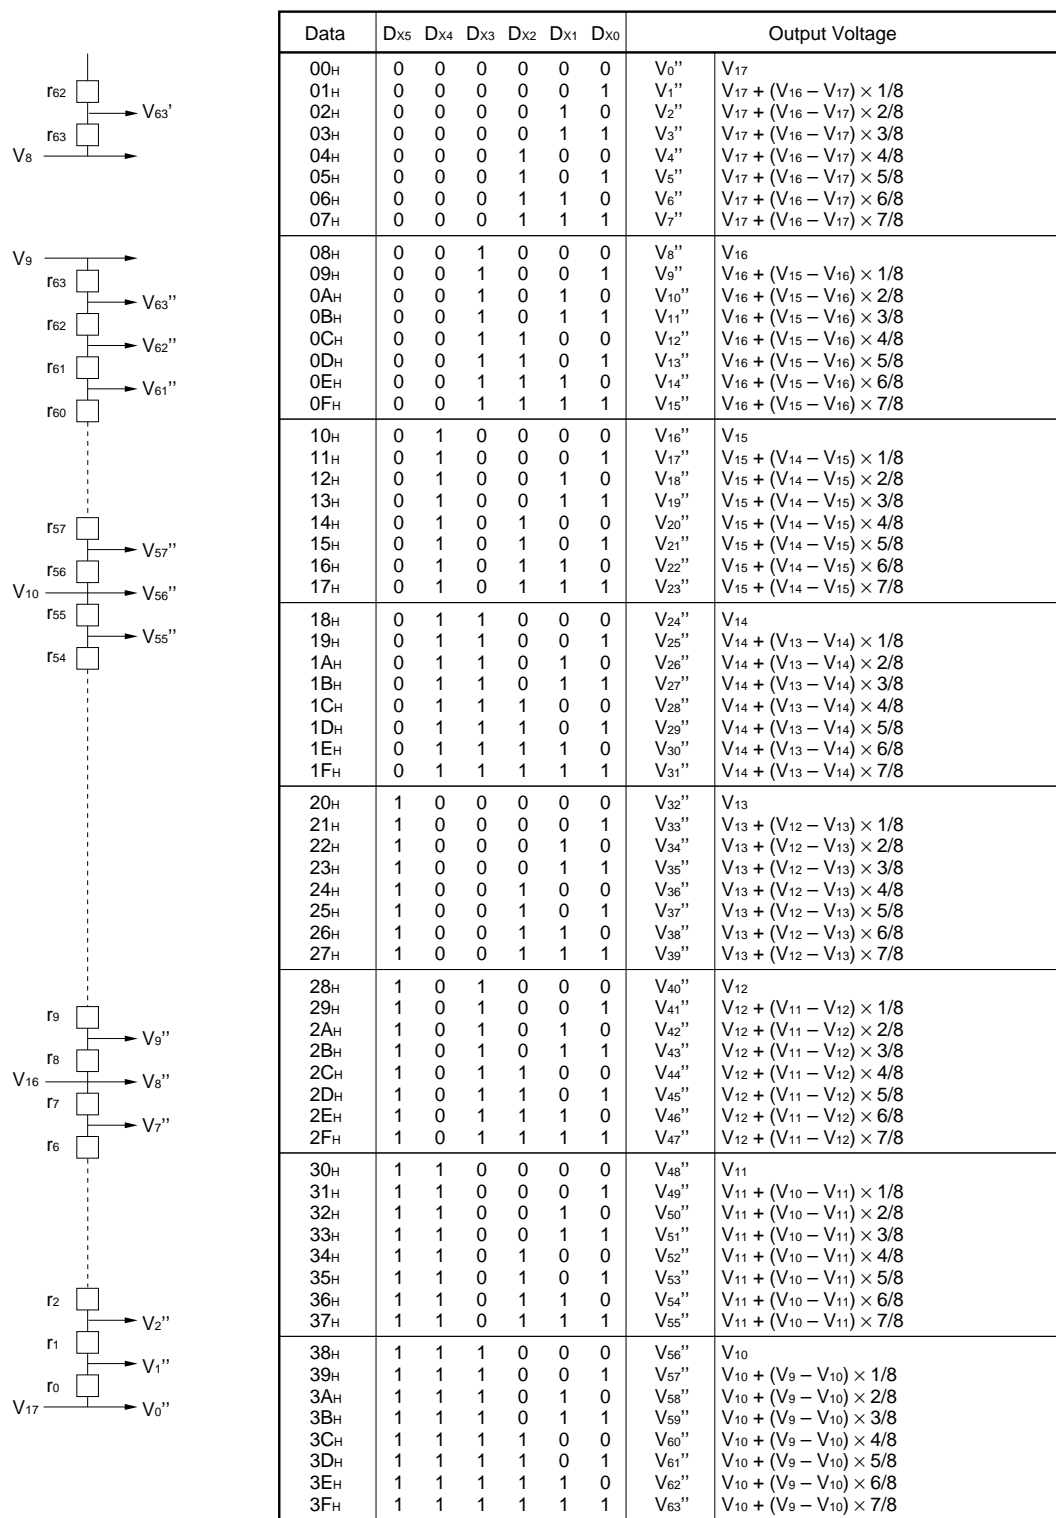 r62
V63'
r63
V8
V9
r63
V63''
r62
V62''
r61
V61''
r60
r57
V57''
r56
V10 V56''
r55
V55''
r54
r9
V9''
r8
V16 V8''
r7
V7''
r6
r2
V2''
r1
V1''
r0
V17 V0''
Data DX5 DX4 DX3 DX2 DX1 DX0 Output Voltage
00H 0 0 0 0 0 0 V0'' V17
01H 0 0 0 0 0 1 V1'' V17 + (V16 – V17) × 1/8
02H 0 0 0 0 1 0 V2'' V17 + (V16 – V17) × 2/8
03H 0 0 0 0 1 1 V3'' V17 + (V16 – V17) × 3/8
04H 0 0 0 1 0 0 V4'' V17 + (V16 – V17) × 4/8
05H 0 0 0 1 0 1 V5'' V17 + (V16 – V17) × 5/8
06H 0 0 0 1 1 0 V6'' V17 + (V16 – V17) × 6/8
07H 0 0 0 1 1 1 V7'' V17 + (V16 – V17) × 7/8
08H 0 0 1 0 0 0 V8'' V16
09H 0 0 1 0 0 1 V9'' V16 + (V15 – V16) × 1/8
0AH 0 0 1 0 1 0 V10'' V16 + (V15 – V16) × 2/8
0BH 0 0 1 0 1 1 V11'' V16 + (V15 – V16) × 3/8
0CH 0 0 1 1 0 0 V12'' V16 + (V15 – V16) × 4/8
0DH 0 0 1 1 0 1 V13'' V16 + (V15 – V16) × 5/8
0EH 0 0 1 1 1 0 V14'' V16 + (V15 – V16) × 6/8
0FH 0 0 1 1 1 1 V15'' V16 + (V15 – V16) × 7/8
10H 0 1 0 0 0 0 V16'' V15
11H 0 1 0 0 0 1 V17'' V15 + (V14 – V15) × 1/8
12H 0 1 0 0 1 0 V18'' V15 + (V14 – V15) × 2/8
13H 0 1 0 0 1 1 V19'' V15 + (V14 – V15) × 3/8
14H 0 1 0 1 0 0 V20'' V15 + (V14 – V15) × 4/8
15H 0 1 0 1 0 1 V21'' V15 + (V14 – V15) × 5/8
16H 0 1 0 1 1 0 V22'' V15 + (V14 – V15) × 6/8
17H 0 1 0 1 1 1 V23'' V15 + (V14 – V15) × 7/8
18H 0 1 1 0 0 0 V24'' V14
19H 0 1 1 0 0 1 V25'' V14 + (V13 – V14) × 1/8
1AH 0 1 1 0 1 0 V26'' V14 + (V13 – V14) × 2/8
1BH 0 1 1 0 1 1 V27'' V14 + (V13 – V14) × 3/8
1CH 0 1 1 1 0 0 V28'' V14 + (V13 – V14) × 4/8
1DH 0 1 1 1 0 1 V29'' V14 + (V13 – V14) × 5/8
1EH 0 1 1 1 1 0 V30'' V14 + (V13 – V14) × 6/8
1FH 0 1 1 1 1 1 V31'' V14 + (V13 – V14) × 7/8
20H 1 0 0 0 0 0 V32'' V13
21H 1 0 0 0 0 1 V33'' V13 + (V12 – V13) × 1/8
22H 1 0 0 0 1 0 V34'' V13 + (V12 – V13) × 2/8
23H 1 0 0 0 1 1 V35'' V13 + (V12 – V13) × 3/8
24H 1 0 0 1 0 0 V36'' V13 + (V12 – V13) × 4/8
25H 1 0 0 1 0 1 V37'' V13 + (V12 – V13) × 5/8
26H 1 0 0 1 1 0 V38'' V13 + (V12 – V13) × 6/8
27H 1 0 0 1 1 1 V39'' V13 + (V12 – V13) × 7/8
28H 1 0 1 0 0 0 V40'' V12
29H 1 0 1 0 0 1 V41'' V12 + (V11 – V12) × 1/8
2AH 1 0 1 0 1 0 V42'' V12 + (V11 – V12) × 2/8
2BH 1 0 1 0 1 1 V43'' V12 + (V11 – V12) × 3/8
2CH 1 0 1 1 0 0 V44'' V12 + (V11 – V12) × 4/8
2DH 1 0 1 1 0 1 V45'' V12 + (V11 – V12) × 5/8
2EH 1 0 1 1 1 0 V46'' V12 + (V11 – V12) × 6/8
2FH 1 0 1 1 1 1 V47'' V12 + (V11 – V12) × 7/8
30H 1 1 0 0 0 0 V48'' V11
31H 1 1 0 0 0 1 V49'' V11 + (V10 – V11) × 1/8
32H 1 1 0 0 1 0 V50'' V11 + (V10 – V11) × 2/8
33H 1 1 0 0 1 1 V51'' V11 + (V10 – V11) × 3/8
34H 1 1 0 1 0 0 V52'' V11 + (V10 – V11) × 4/8
35H 1 1 0 1 0 1 V53'' V11 + (V10 – V11) × 5/8
36H 1 1 0 1 1 0 V54'' V11 + (V10 – V11) × 6/8
37H 1 1 0 1 1 1 V55'' V11 + (V10 – V11) × 7/8
38H 1 1 1 0 0 0 V56'' V10
39H 1 1 1 0 0 1 V57'' V10 + (V9 – V10) × 1/8
3AH 1 1 1 0 1 0 V58'' V10 + (V9 – V10) × 2/8
3BH 1 1 1 0 1 1 V59'' V10 + (V9 – V10) × 3/8
3CH 1 1 1 1 0 0 V60'' V10 + (V9 – V10) × 4/8
3DH 1 1 1 1 0 1 V61'' V10 + (V9 – V10) × 5/8
3EH 1 1 1 1 1 0 V62'' V10 + (V9 – V10) × 6/8
3FH 1 1 1 1 1 1 V63'' V10 + (V9 – V10) × 7/8